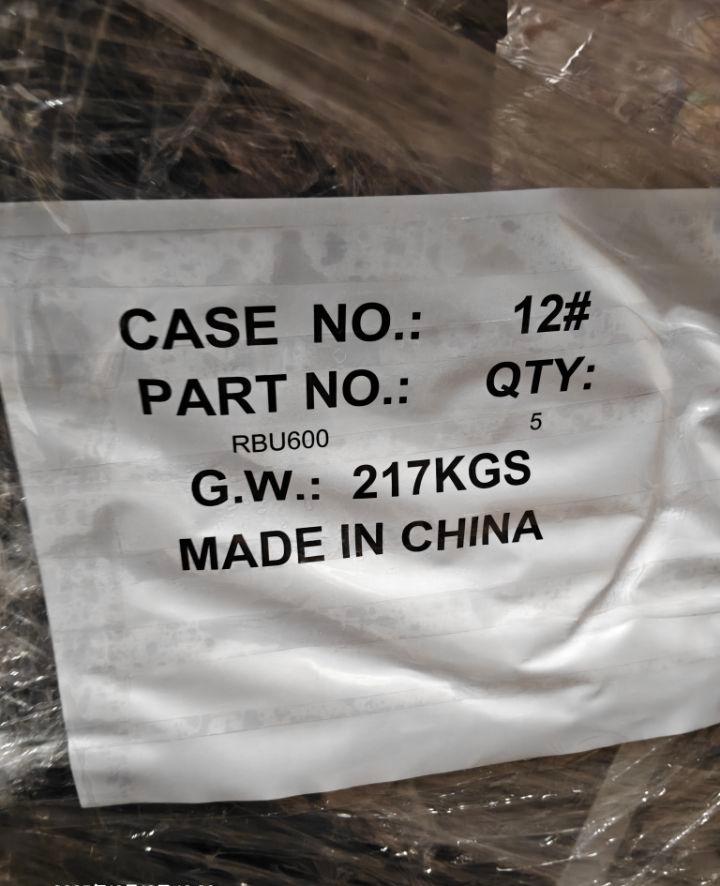 CASE NO.: 12#
PART NO.: QTY:
RBU600 5
G.W.: 217KGS
MADE IN CHINA